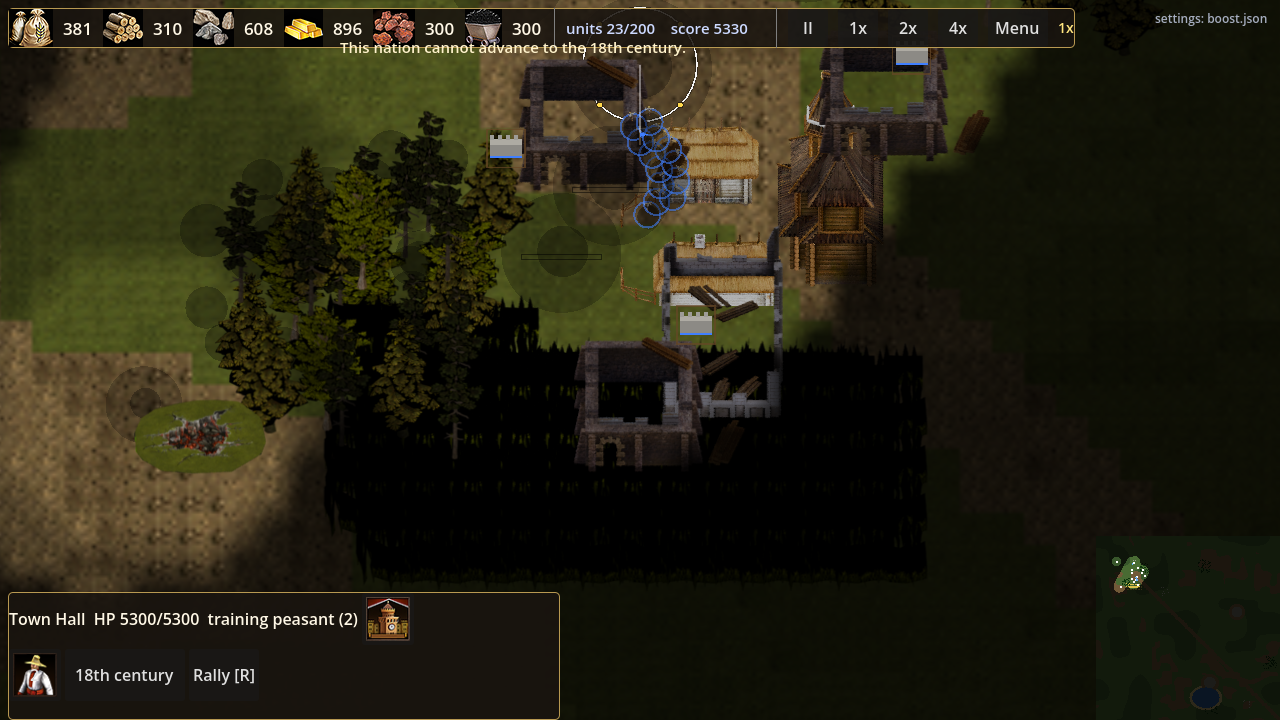 381 310 608 896 300 300 units 23/200 score 5330 II 1x 2x 4x Menu 1x
settings: boost.json
This nation cannot advance to the 18th century.
Town Hall HP 5300/5300 training peasant (2)
18th century Rally [R]